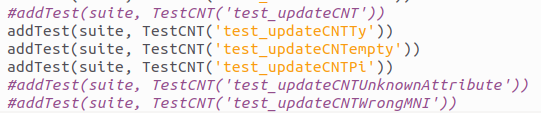 #addTest(suite, TestCNT('test_updateCNT'))
addTest(suite, TestCNT('test_updateCNTTy'))
addTest(suite, TestCNT('test_updateCNTempty'))
addTest(suite, TestCNT('test_updateCNTPi'))
#addTest(suite, TestCNT('test_updateCNTUnknownAttribute'))
#addTest(suite, TestCNT('test_updateCNTWrongMNI'))